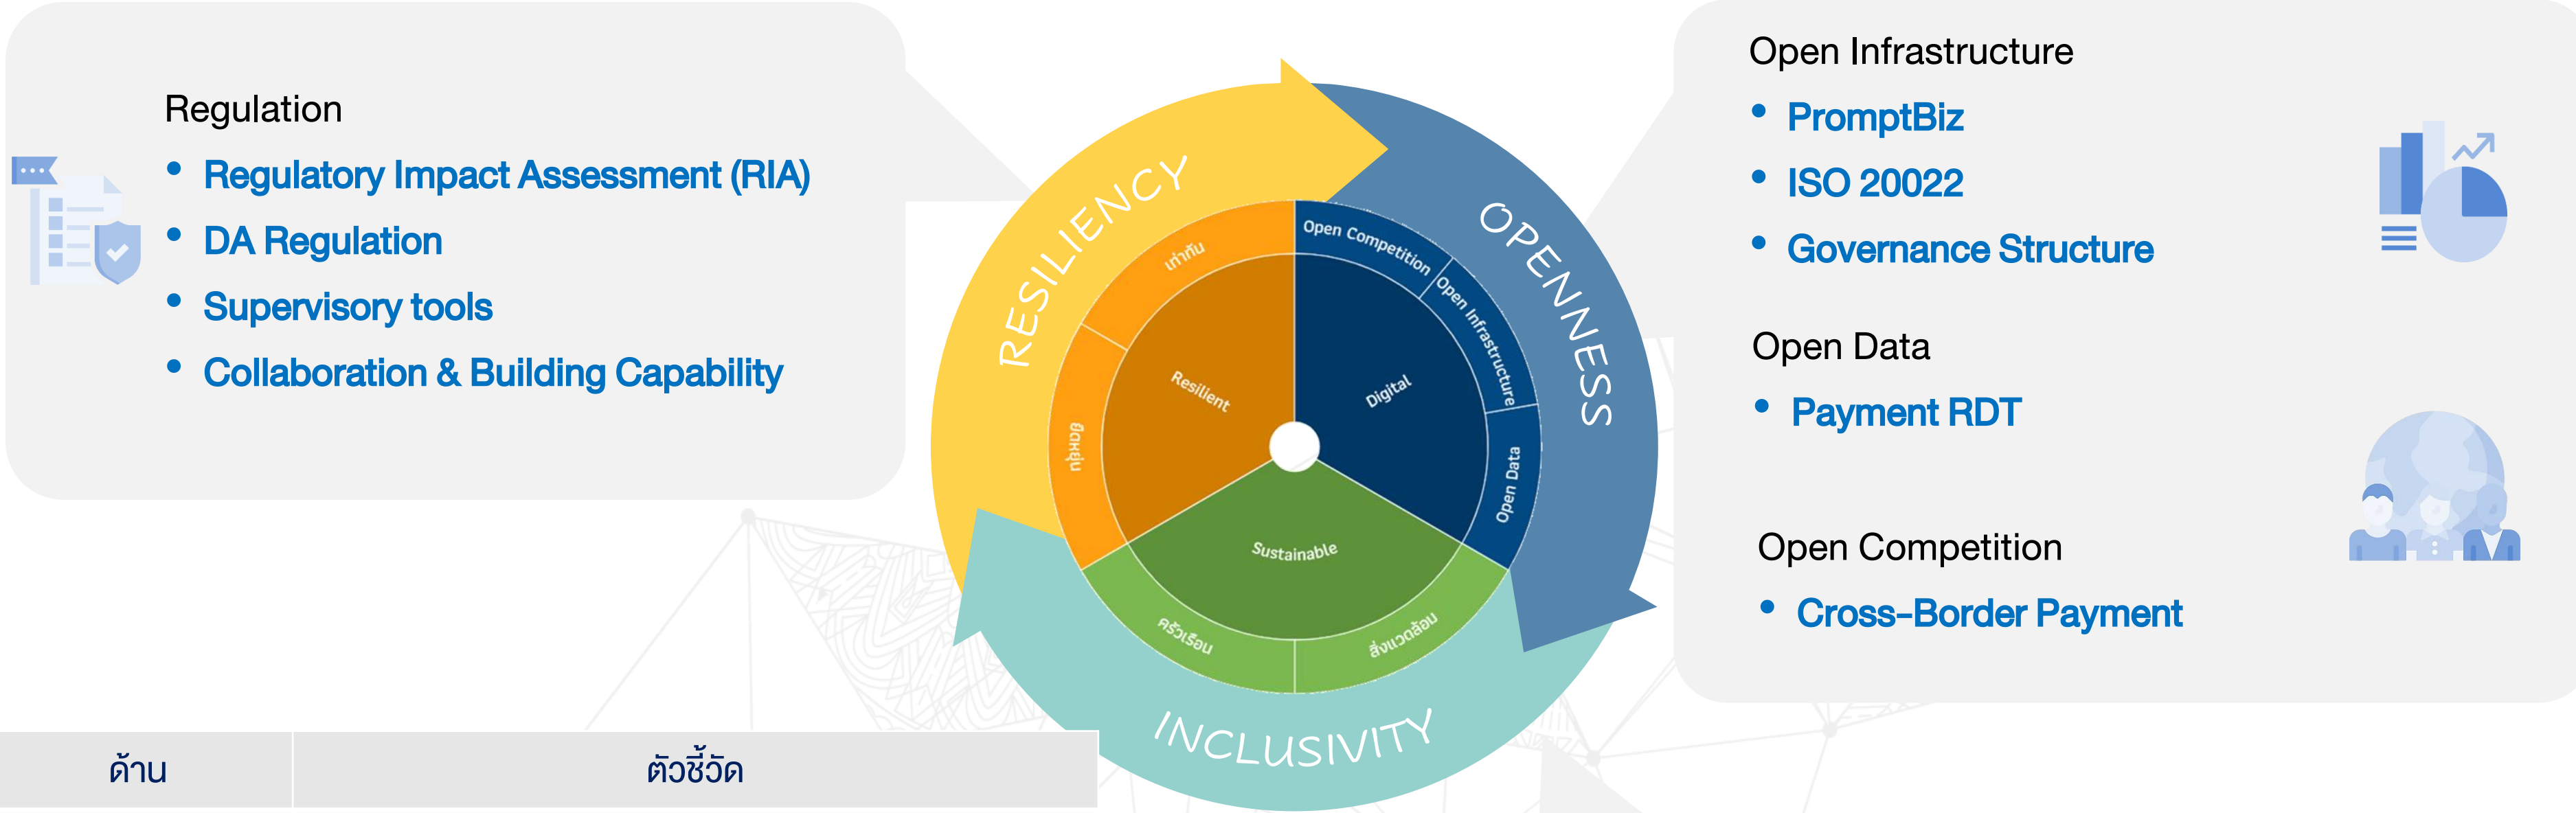 Regulation
• Regulatory Impact Assessment (RIA)
• DA Regulation
• Supervisory tools
• Collaboration & Building Capability
RESILIENCY
OPENNESS
INCLUSIVITY
เท่าทัน
ยืดหยุ่น
Resilient
Open Competition
Open Infrastructure
Open Data
Digital
Sustainable
ครัวเรือน
สิ่งแวดล้อม
Open Infrastructure
• PromptBiz
• ISO 20022
• Governance Structure
Open Data
• Payment RDT
Open Competition
• Cross-Border Payment
ด้าน
ตัวชี้วัด